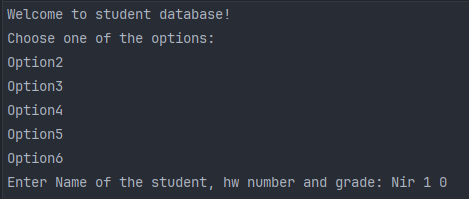 Welcome to student database!
Choose one of the options:
Option2
Option3
Option4
Option5
Option6
Enter Name of the student, hw number and grade: Nir 1 0